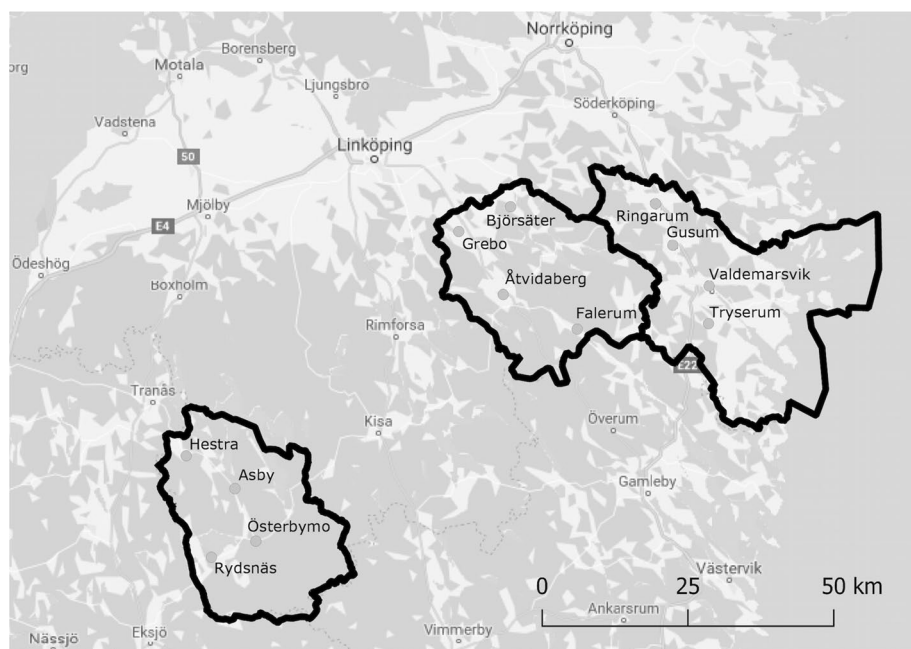 Norrköping
Borensberg
org
Motala
Ljungsbro
Söderköping
Vadstena
Linköping
50
Mjölby
Björsäter
Ringarum
E4
Grebo
Gusum
Ödeshög
Åtvidaberg
Valdemarsvik
Boxholm
Falerum
Tryserum
Rimforsa
E22
Tranås
Kisa
Överum
Hestra
Asby
Gamleby
Österbymo
Rydsnäs
Västervik
0 25 50 km
Ankarsrum
Nässjö
Eksjö
Vimmerby